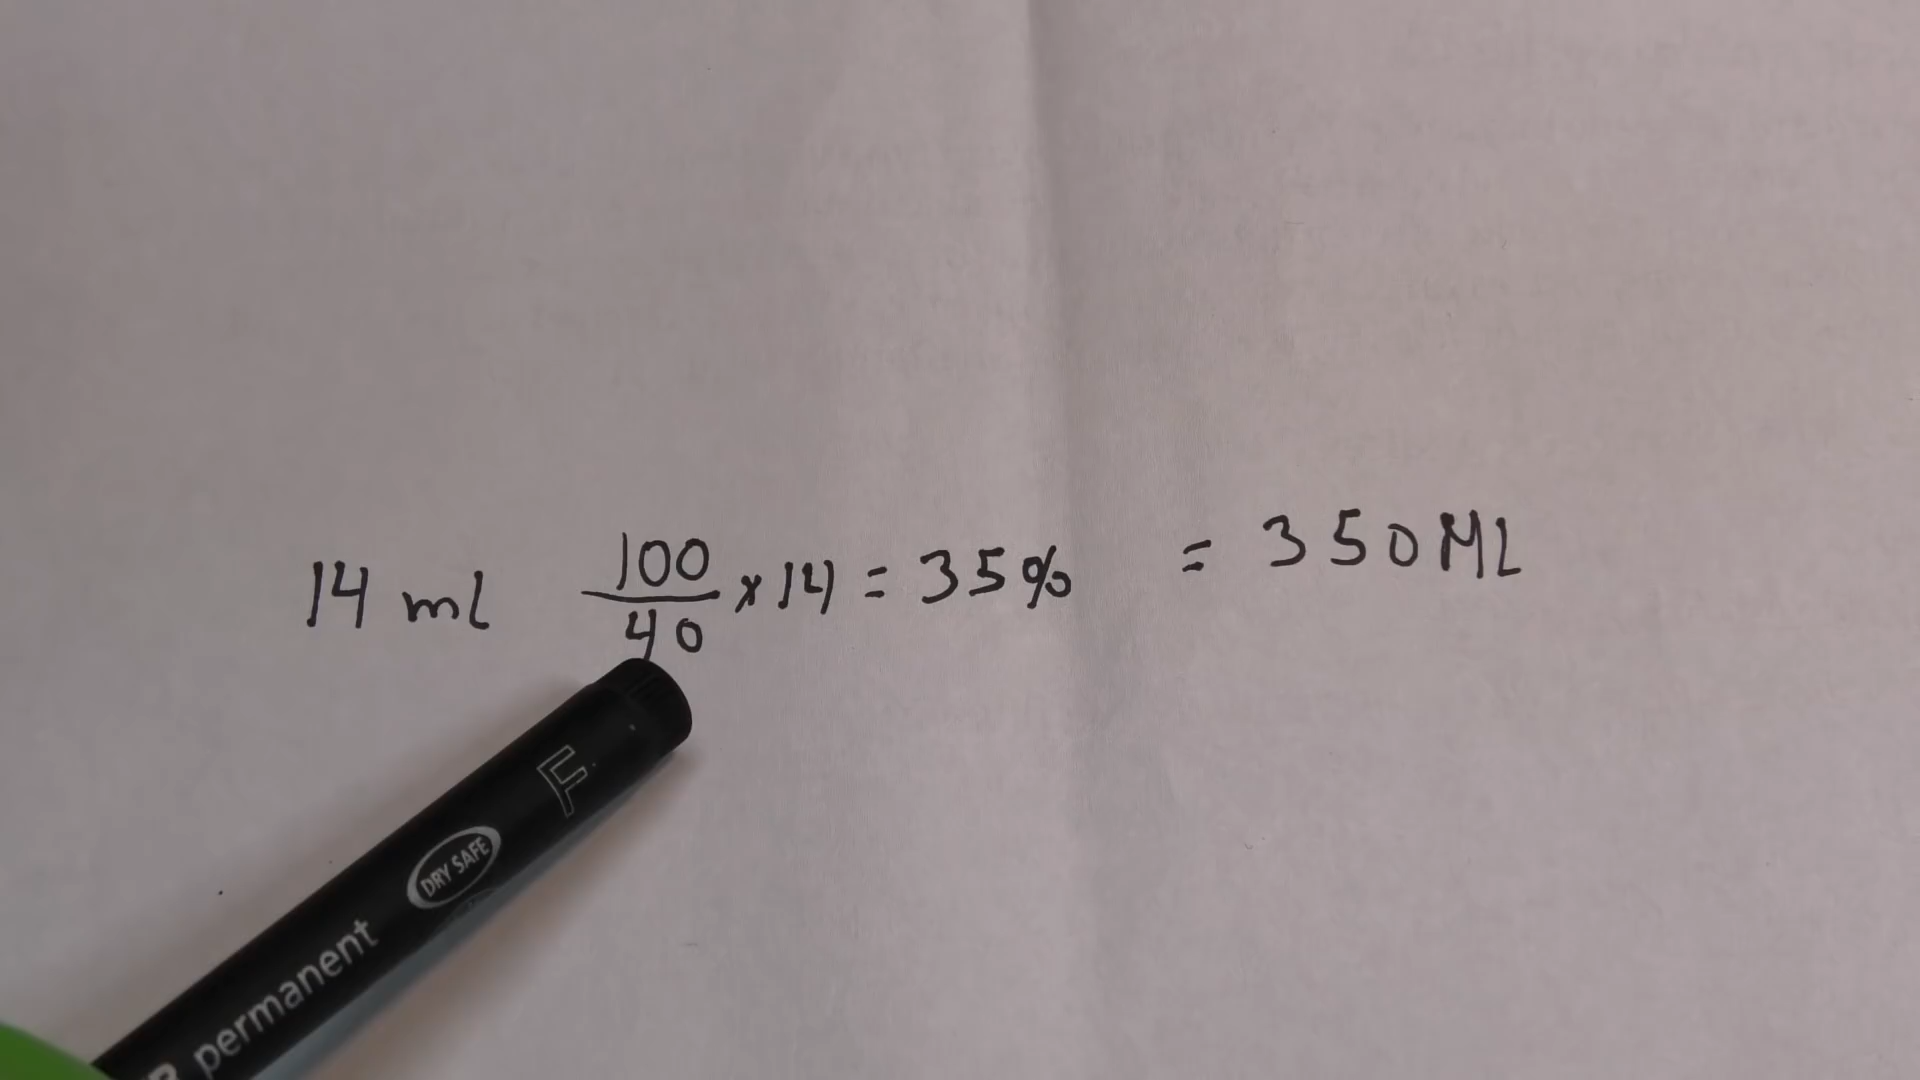 14 ml 100/40 x 14 = 35% = 350ML
F
DRY SAFE
permanent